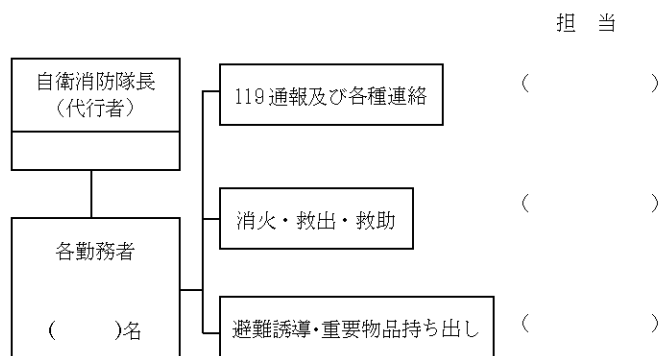 担　当
自衛消防隊長
（代行者）
119通報及び各種連絡
（　　　　　）
消火・救出・救助
（　　　　　）
各勤務者
(　　　)名
避難誘導・重要物品持ち出し
（　　　　　）